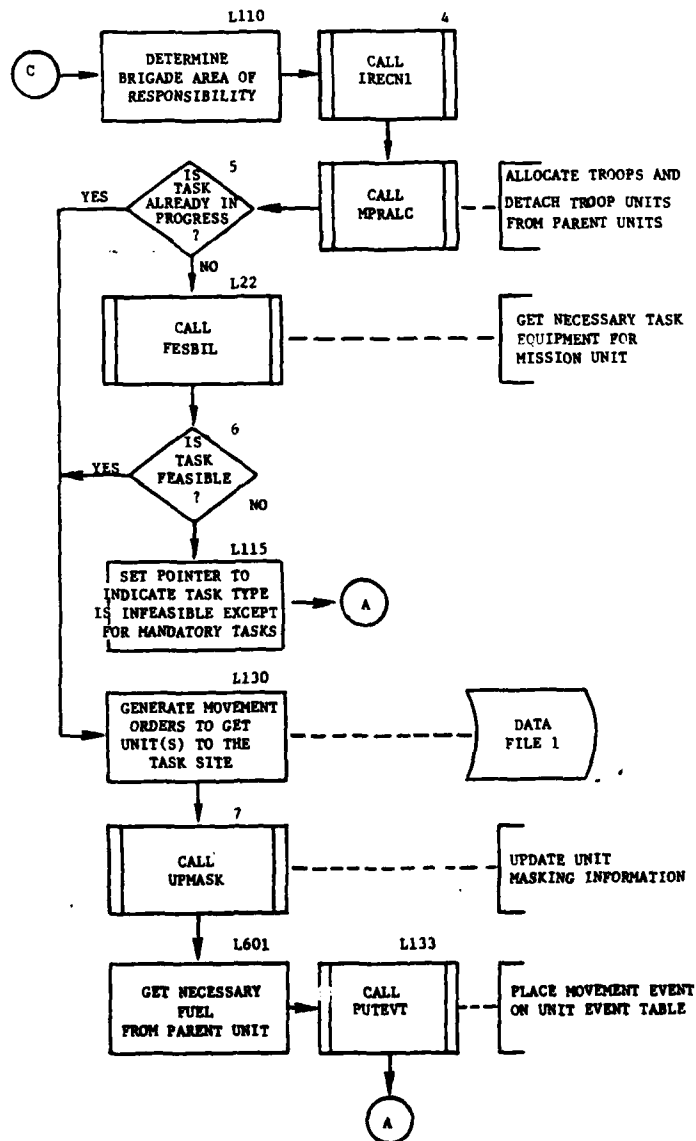 L110
4
C
DETERMINE
BRIGADE AREA OF
RESPONSIBILITY
CALL
IRECN1
5
IS
TASK
ALREADY IN
PROGRESS
?
YES
NO
CALL
MPRALC
ALLOCATE TROOPS AND
DETACH TROOP UNITS
FROM PARENT UNITS
L22
CALL
FESBIL
GET NECESSARY TASK
EQUIPMENT FOR
MISSION UNIT
6
IS
TASK
FEASIBLE
?
YES
NO
L115
SET POINTER TO
INDICATE TASK TYPE
IS INFEASIBLE EXCEPT
FOR MANDATORY TASKS
A
L130
GENERATE MOVEMENT
ORDERS TO GET
UNIT(S) TO THE
TASK SITE
DATA
FILE 1
7
CALL
UPMASK
UPDATE UNIT
MASKING INFORMATION
L601
GET NECESSARY
FUEL
FROM PARENT UNIT
L133
CALL
PUTEVT
PLACE MOVEMENT EVENT
ON UNIT EVENT TABLE
A